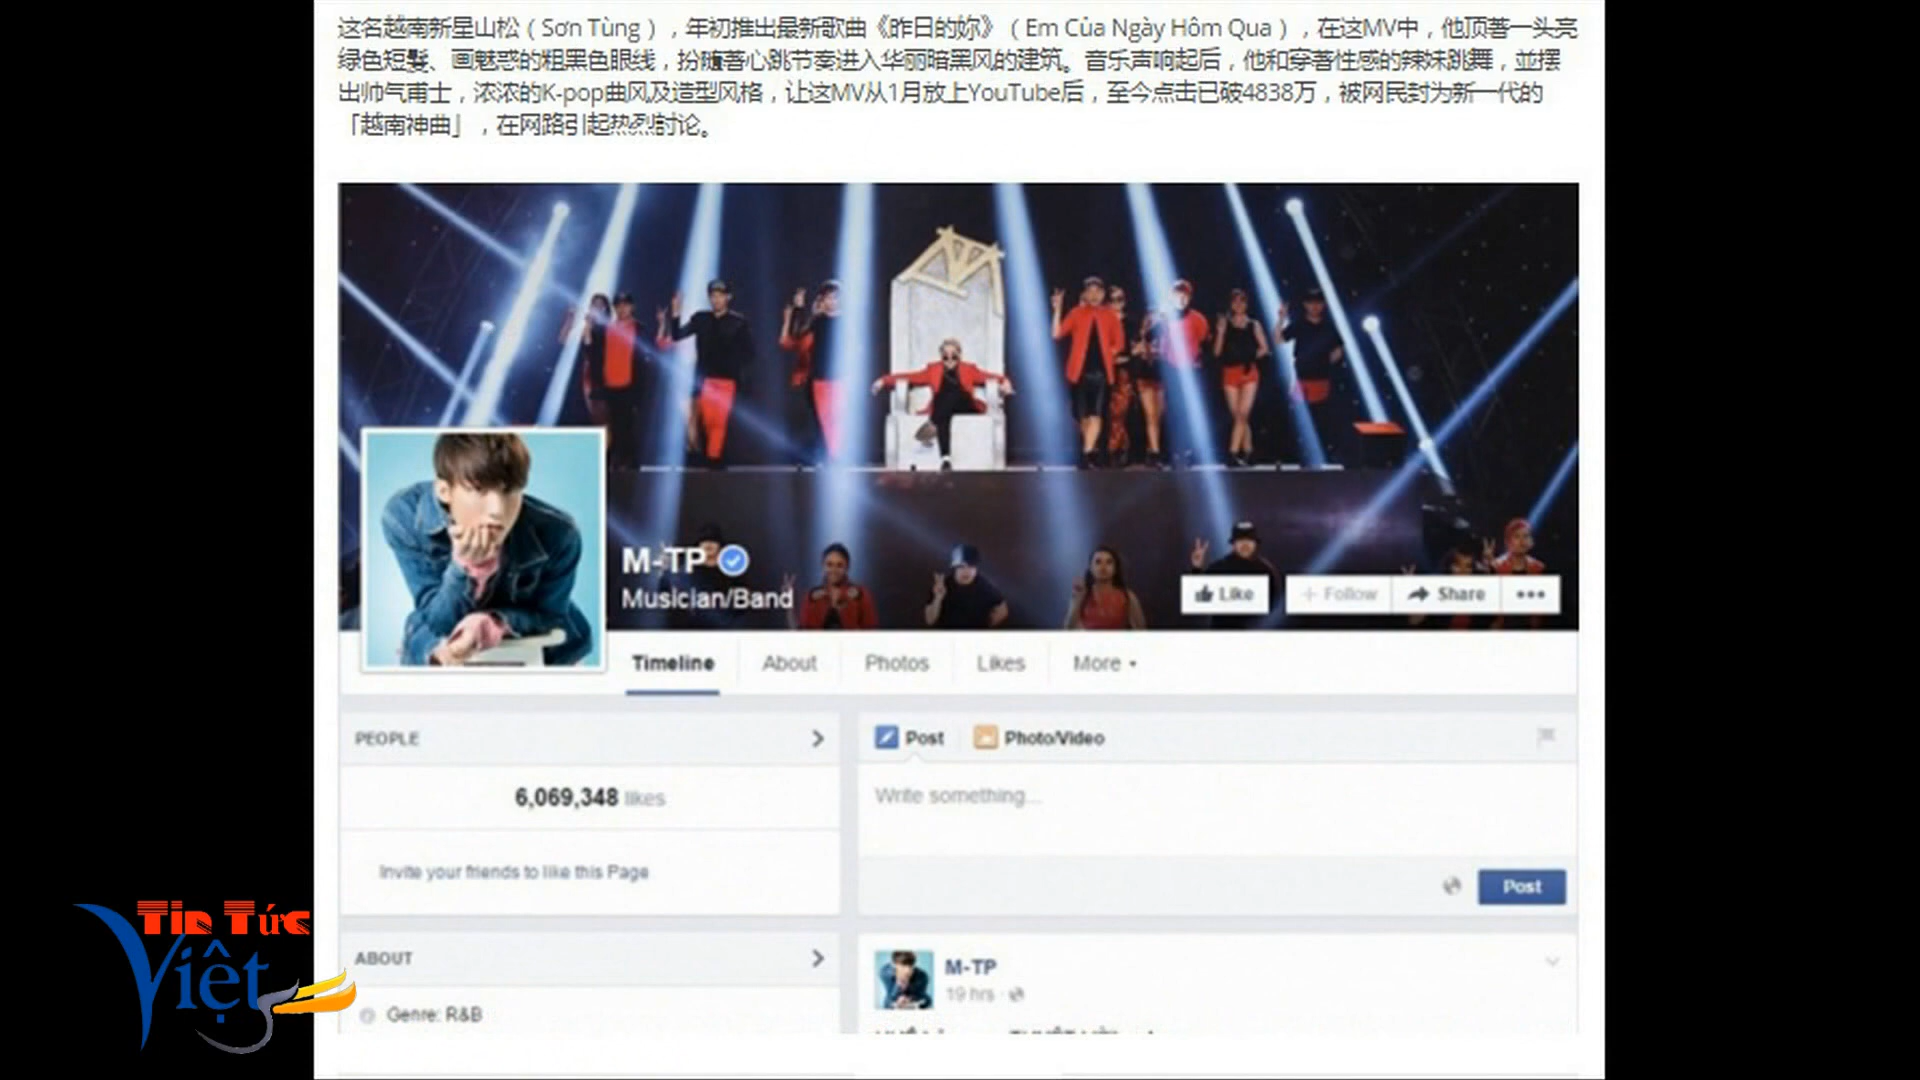 这名越南新星山松（Sơn Tùng），年初推出最新歌曲《昨日的妳》（Em Của Ngày Hôm Qua），在这MV中，他顶著一头亮
绿色短髮、画魅惑的粗黑色眼线，扮随著心跳节奏进入华丽暗黑风的建筑。音乐声响起后，他和穿著性感的辣妹跳舞，並摆
出帅气甫士，浓浓的K-pop曲风及造型风格，让这MV从1月放上YouTube后，至今点击已破4838万，被网民封为新一代的
「越南神曲」，在网路引起热烈討论。
M-TP
Musician/Band
Like
+ Follow
Share
Timeline
About
Photos
Likes
More
PEOPLE
6,069,348 likes
Invite your friends to like this Page
ABOUT
Genre: R&B
Post
Photo/Video
Write something...
Post
M-TP
19 hrs
Tin Tức
Việt